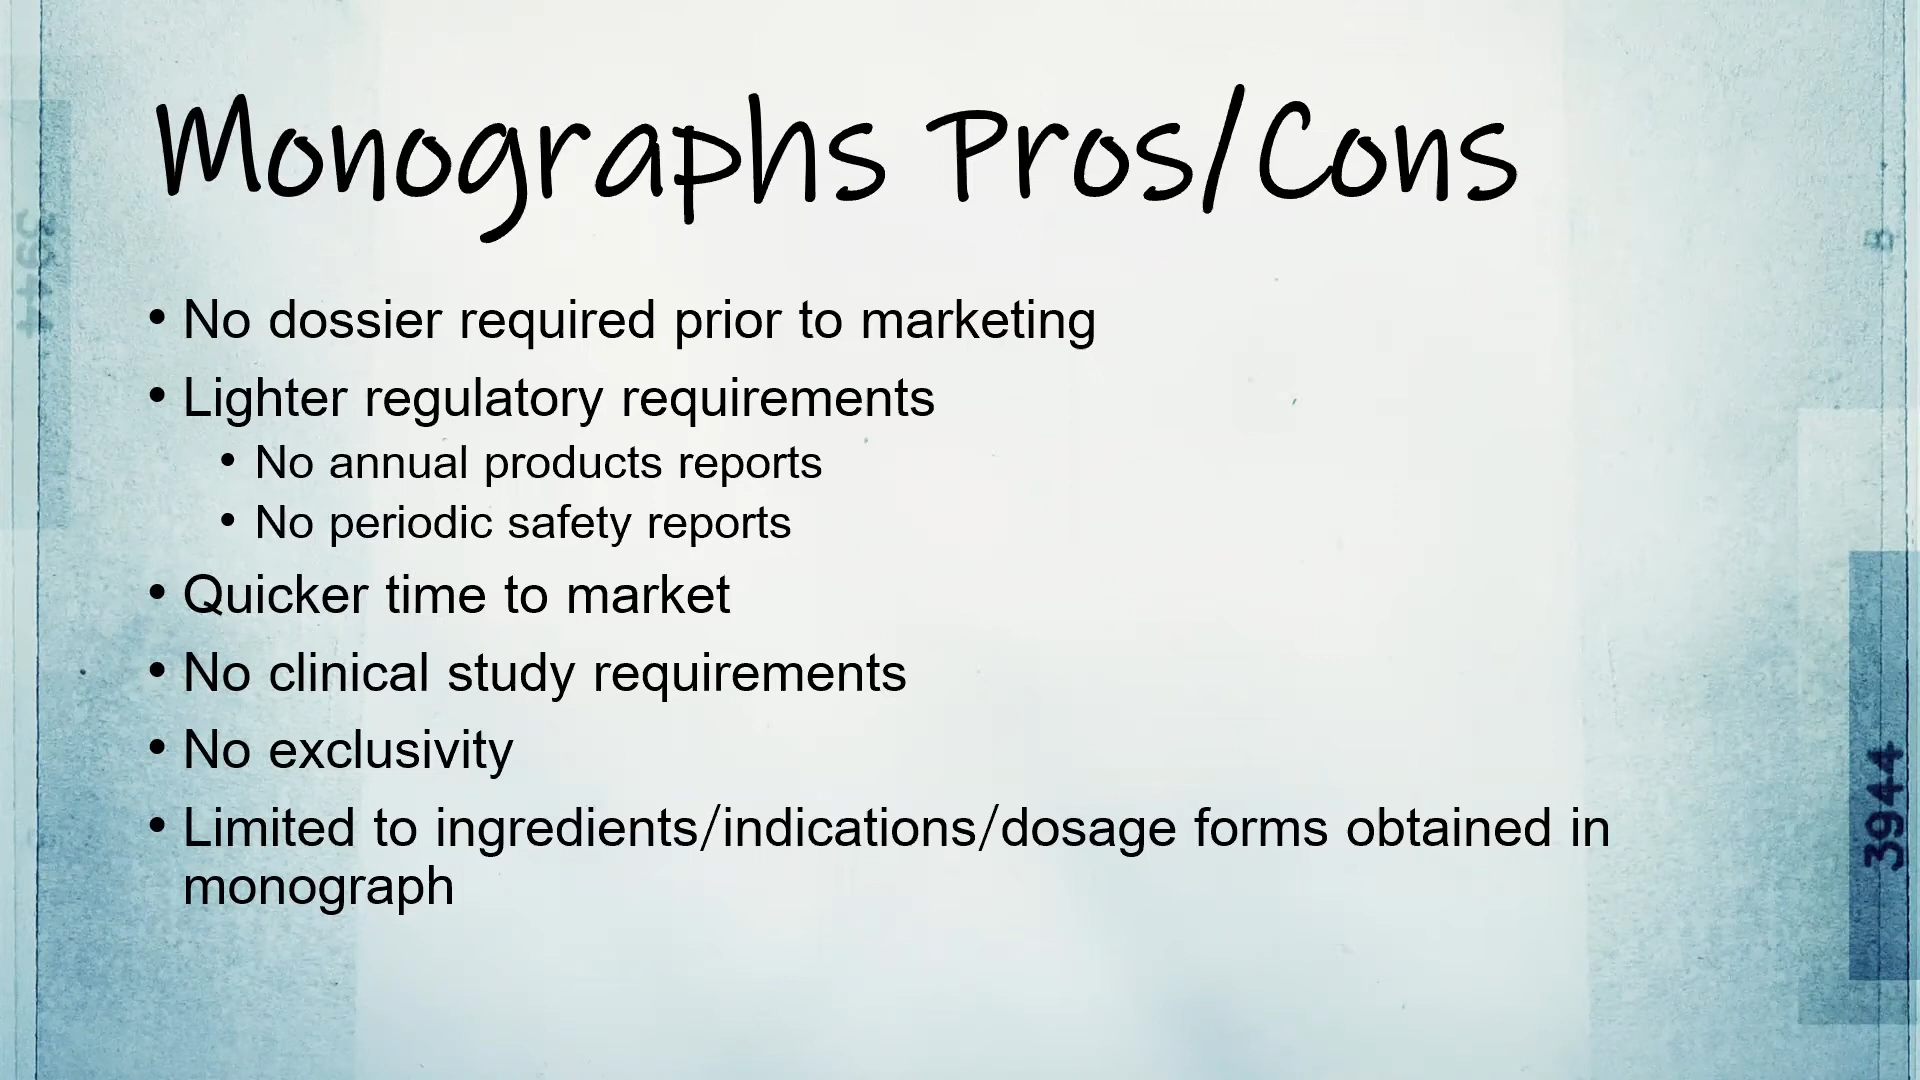 Monographs Pros/Cons
• No dossier required prior to marketing
• Lighter regulatory requirements
• No annual products reports
• No periodic safety reports
• Quicker time to market
• No clinical study requirements
• No exclusivity
• Limited to ingredients/indications/dosage forms obtained in
monograph
3944
3944